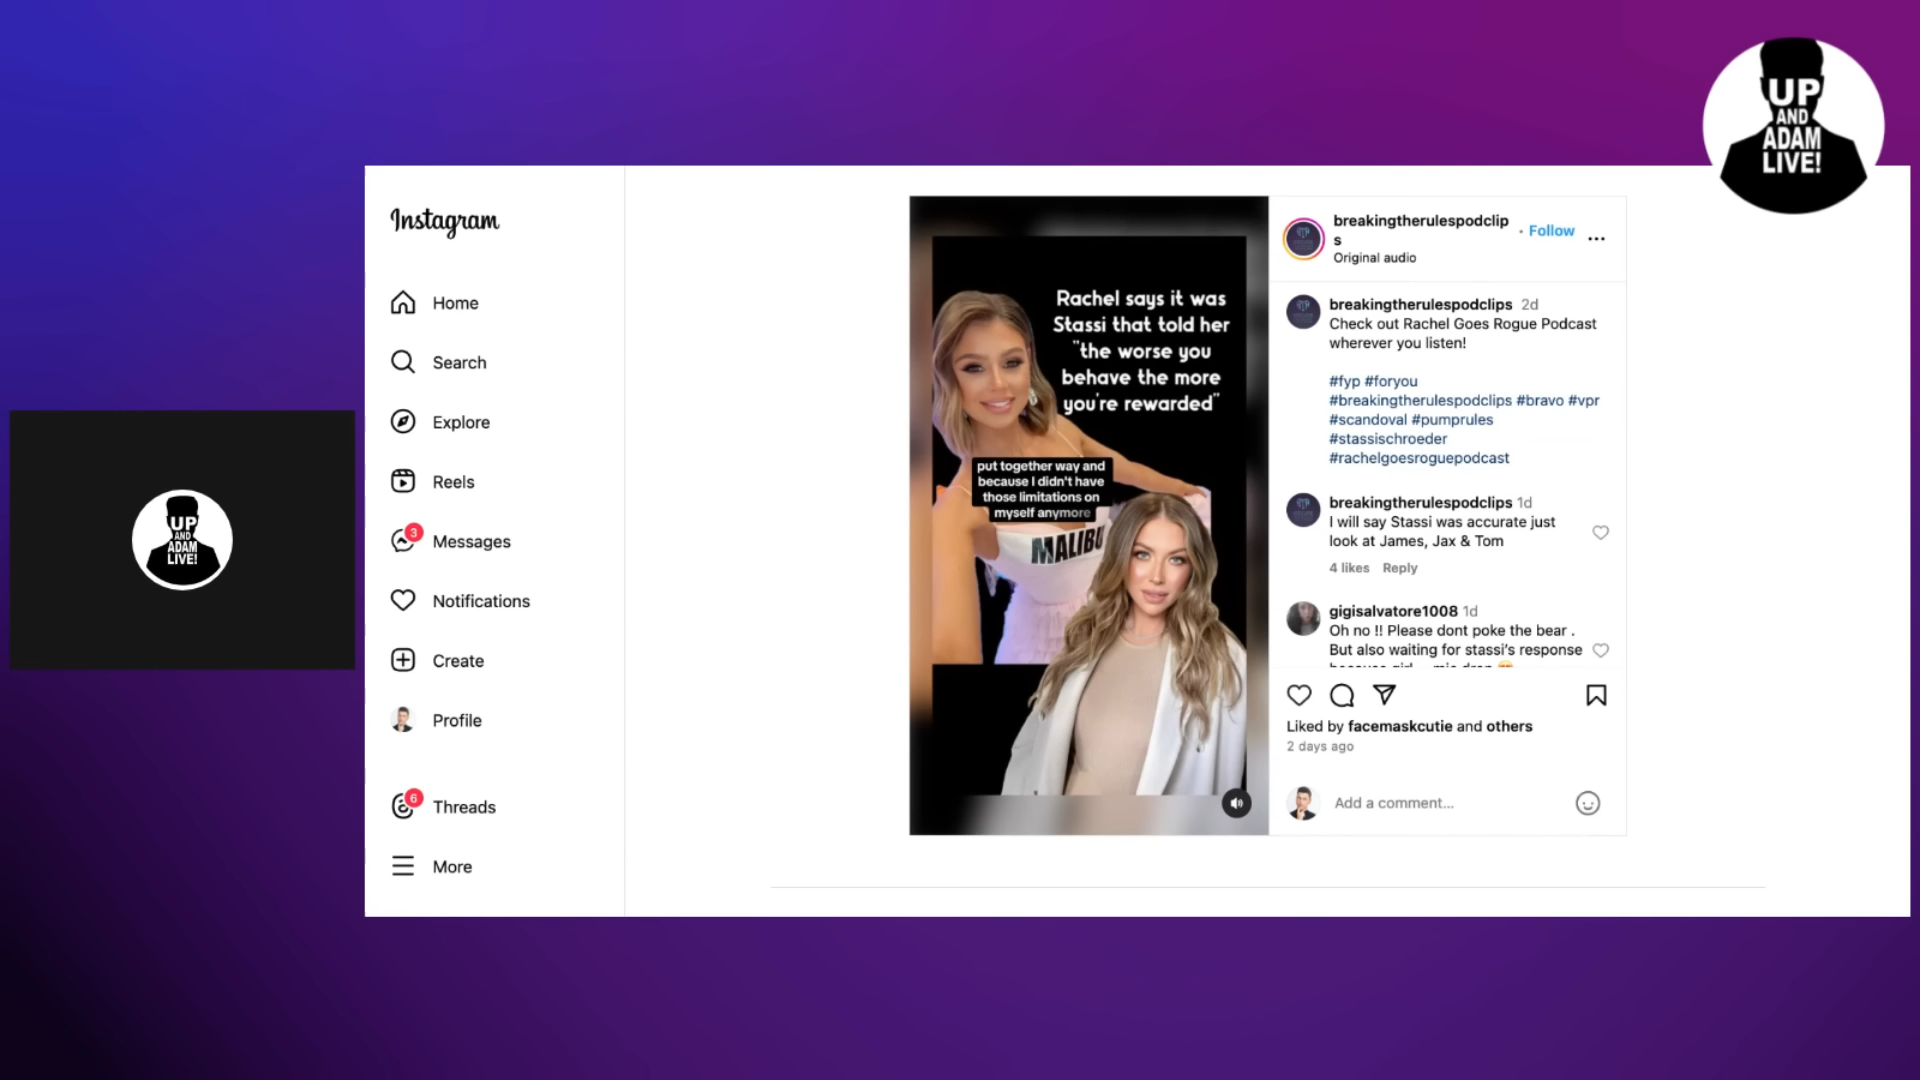 UP
AND
ADAM
LIVE!
UP
AND
ADAM
LIVE!
Instagram
Home
Search
Explore
Reels
3
Messages
Notifications
Create
Profile
6
Threads
More
Rachel says it was
Stassi that told her
"the worse you
behave the more
you're rewarded"
put together way and
because I didn't have
those limitations on
myself anymore
MALIBU
breakingtherulespodclip
s
• Follow
Original audio
breakingtherulespodclips 2d
Check out Rachel Goes Rogue Podcast
wherever you listen!
#fyp #foryou
#breakingtherulespodclips #bravo #vpr
#scandoval #pumprules
#stassischroeder
#rachelgoesroguepodcast
breakingtherulespodclips 1d
I will say Stassi was accurate just
look at James, Jax & Tom
4 likes Reply
gigisalvatore1008 1d
Oh no !! Please dont poke the bear .
But also waiting for stassi's response
Liked by facemaskcutie and others
2 days ago
Add a comment...